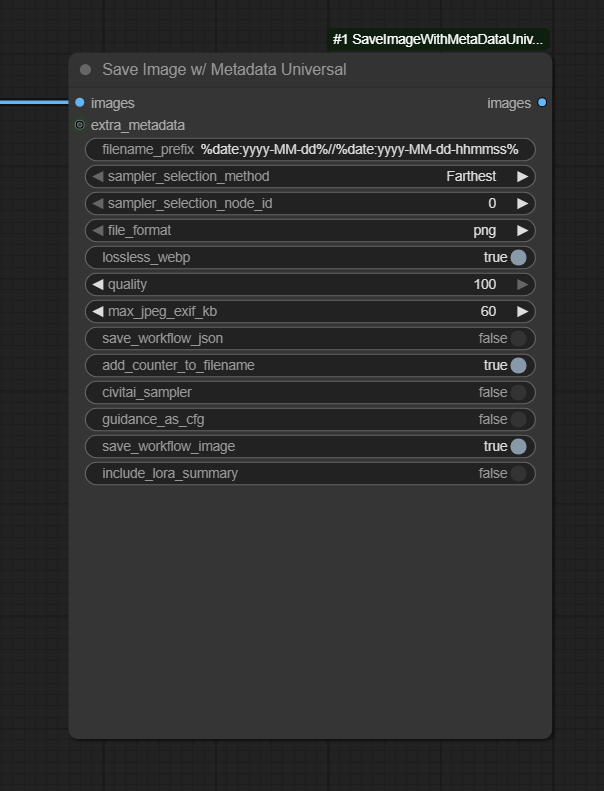 #1 SaveImageWithMetaDataUniv...
Save Image w/ Metadata Universal
images images
extra_metadata
filename_prefix %date:yyyy-MM-dd%//%date:yyyy-MM-dd-hhmmss%
sampler_selection_method Farthest
sampler_selection_node_id 0
file_format png
lossless_webp true
quality 100
max_jpeg_exif_kb 60
save_workflow_json false
add_counter_to_filename true
civitai_sampler false
guidance_as_cfg false
save_workflow_image true
include_lora_summary false